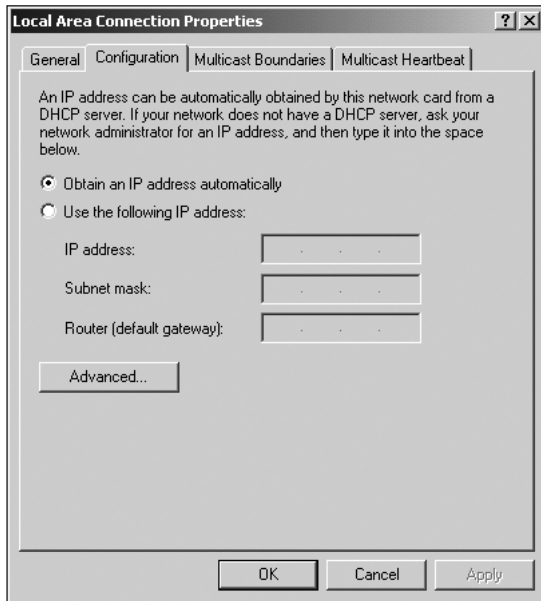 Local Area Connection Properties
General Configuration Multicast Boundaries Multicast Heartbeat
An IP address can be automatically obtained by this network card from a
DHCP server. If your network does not have a DHCP server, ask your
network administrator for an IP address, and then type it into the space
below.
Obtain an IP address automatically
Use the following IP address:
IP address:
Subnet mask:
Router (default gateway):
Advanced...
OK Cancel Apply